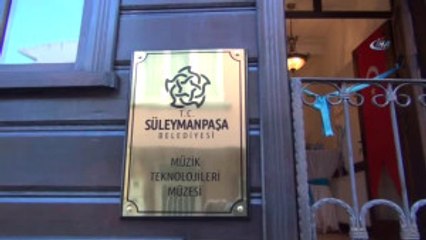 T.C.
SÜLEYMANPAŞA
BELEDİYESİ
MÜZİK
TEKNOLOJİLERİ
MÜZESİ